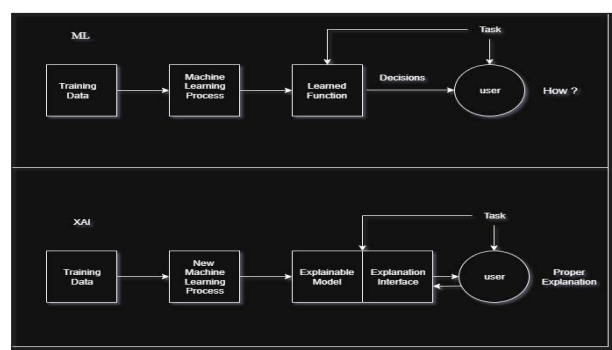 ML
Task
Training
Data
Machine
Learning
Process
Learned
Function
Decisions
user
How ?
XAI
Task
Training
Data
New
Machine
Learning
Process
Explainable
Model
Explanation
Interface
user
Proper
Explanation